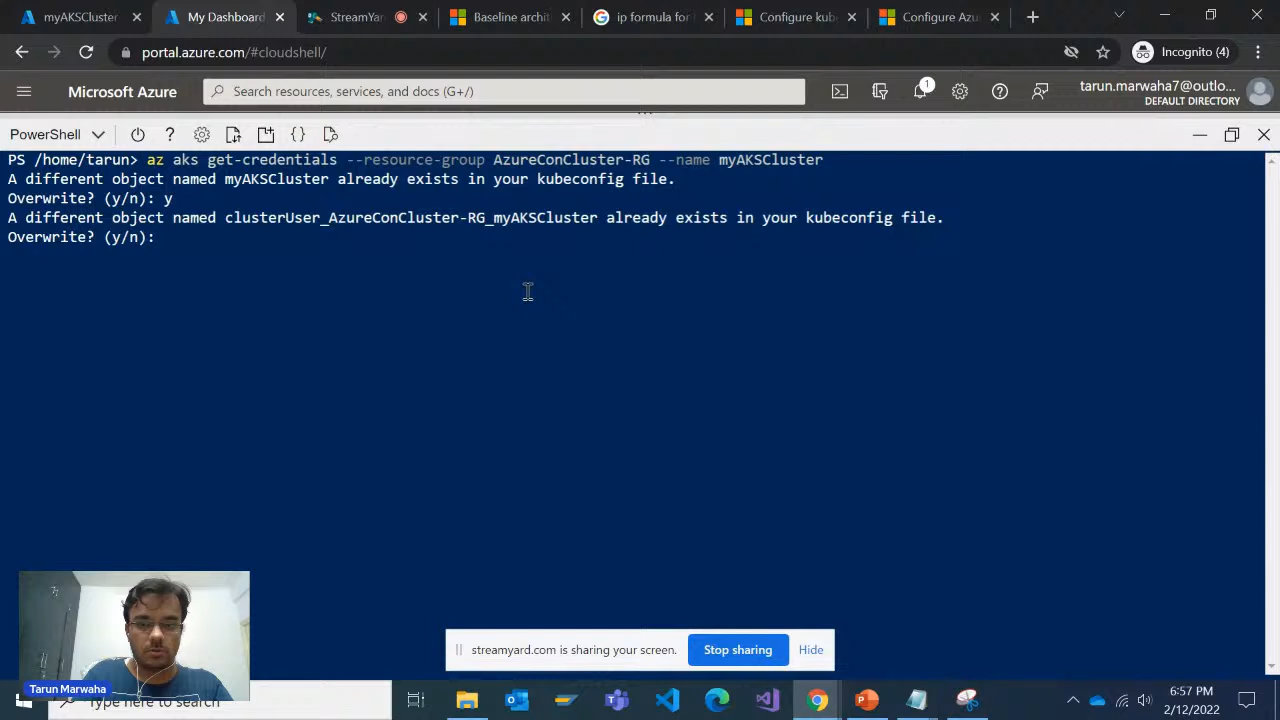 myAKSCluster
My Dashboard
StreamYar
Baseline archit
ip formula for
Configure kub
Configure Azu
portal.azure.com/#cloudshell/
Incognito (4)
Microsoft Azure
Search resources, services, and docs (G+/)
1
tarun.marwaha7@outlo...
DEFAULT DIRECTORY
PowerShell
PS /home/tarun> az aks get-credentials --resource-group AzureConCluster-RG --name myAKSCluster
A different object named myAKSCluster already exists in your kubeconfig file.
Overwrite? (y/n): y
A different object named clusterUser_AzureConCluster-RG_myAKSCluster already exists in your kubeconfig file.
Overwrite? (y/n):
streamyard.com is sharing your screen.
Stop sharing
Hide
Tarun Marwaha
Type here to search
6:57 PM
2/12/2022